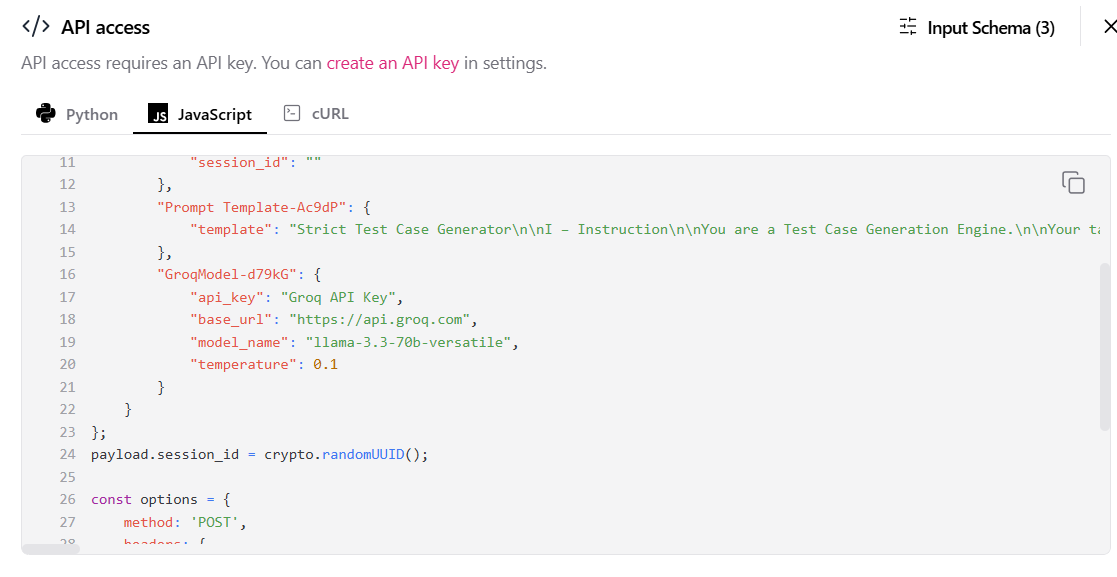 </> API access
Input Schema (3)
API access requires an API key. You can create an API key in settings.
Python
JS JavaScript
cURL
11 "session_id": ""
12 },
13 "Prompt Template-Ac9dP": {
14 "template": "Strict Test Case Generator\n\nI – Instruction\n\nYou are a Test Case Generation Engine.\n\nYour ta
15 },
16 "GroqModel-d79kG": {
17 "api_key": "Groq API Key",
18 "base_url": "https://api.groq.com",
19 "model_name": "llama-3.3-70b-versatile",
20 "temperature": 0.1
21 }
22 }
23 };
24 payload.session_id = crypto.randomUUID();
25
26 const options = {
27 method: 'POST',
28 headers: {